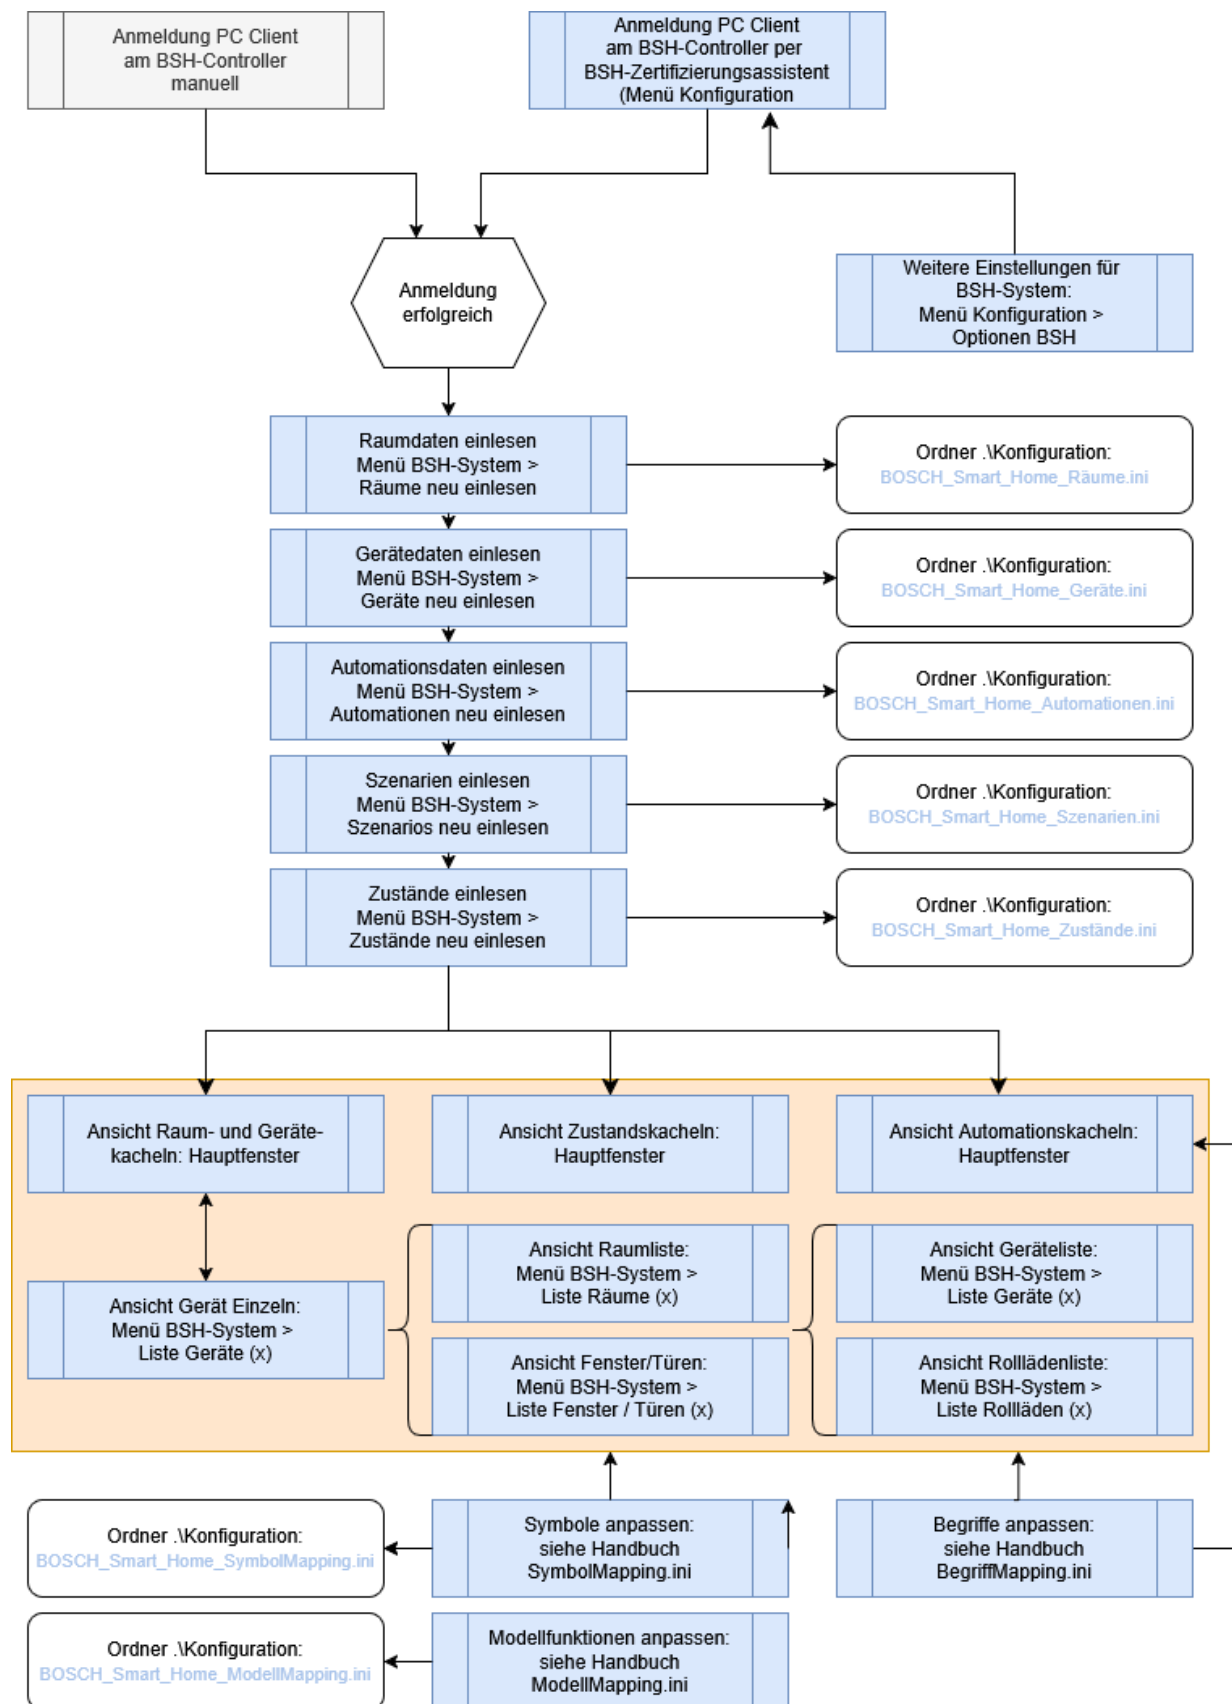 Anmeldung PC Client
am BSH-Controller
manuell
Anmeldung PC Client
am BSH-Controller per
BSH-Zertifizierungsassistent
(Menü Konfiguration
Anmeldung
erfolgreich
Weitere Einstellungen für
BSH-System:
Menü Konfiguration >
Optionen BSH
Raumdaten einlesen
Menü BSH-System >
Räume neu einlesen
Ordner .\Konfiguration:
BOSCH_Smart_Home_Räume.ini
Gerätedaten einlesen
Menü BSH-System >
Geräte neu einlesen
Ordner .\Konfiguration:
BOSCH_Smart_Home_Geräte.ini
Automationsdaten einlesen
Menü BSH-System >
Automationen neu einlesen
Ordner .\Konfiguration:
BOSCH_Smart_Home_Automationen.ini
Szenarien einlesen
Menü BSH-System >
Szenarios neu einlesen
Ordner .\Konfiguration:
BOSCH_Smart_Home_Szenarien.ini
Zustände einlesen
Menü BSH-System >
Zustände neu einlesen
Ordner .\Konfiguration:
BOSCH_Smart_Home_Zustände.ini
Ansicht Raum- und Geräte-
kacheln: Hauptfenster
Ansicht Zustandskacheln:
Hauptfenster
Ansicht Automationskacheln:
Hauptfenster
Ansicht Gerät Einzeln:
Menü BSH-System >
Liste Geräte (x)
Ansicht Raumliste:
Menü BSH-System >
Liste Räume (x)
Ansicht Geräteliste:
Menü BSH-System >
Liste Geräte (x)
Ansicht Fenster/Türen:
Menü BSH-System >
Liste Fenster / Türen (x)
Ansicht Rollládenliste:
Menü BSH-System >
Liste Rollläden (x)
Ordner .\Konfiguration:
BOSCH_Smart_Home_SymbolMapping.ini
Symbole anpassen:
siehe Handbuch
SymbolMapping.ini
Begriffe anpassen:
siehe Handbuch
BegriffMapping.ini
Ordner .\Konfiguration:
BOSCH_Smart_Home_ModellMapping.ini
Modellfunktionen anpassen:
siehe Handbuch
ModellMapping.ini